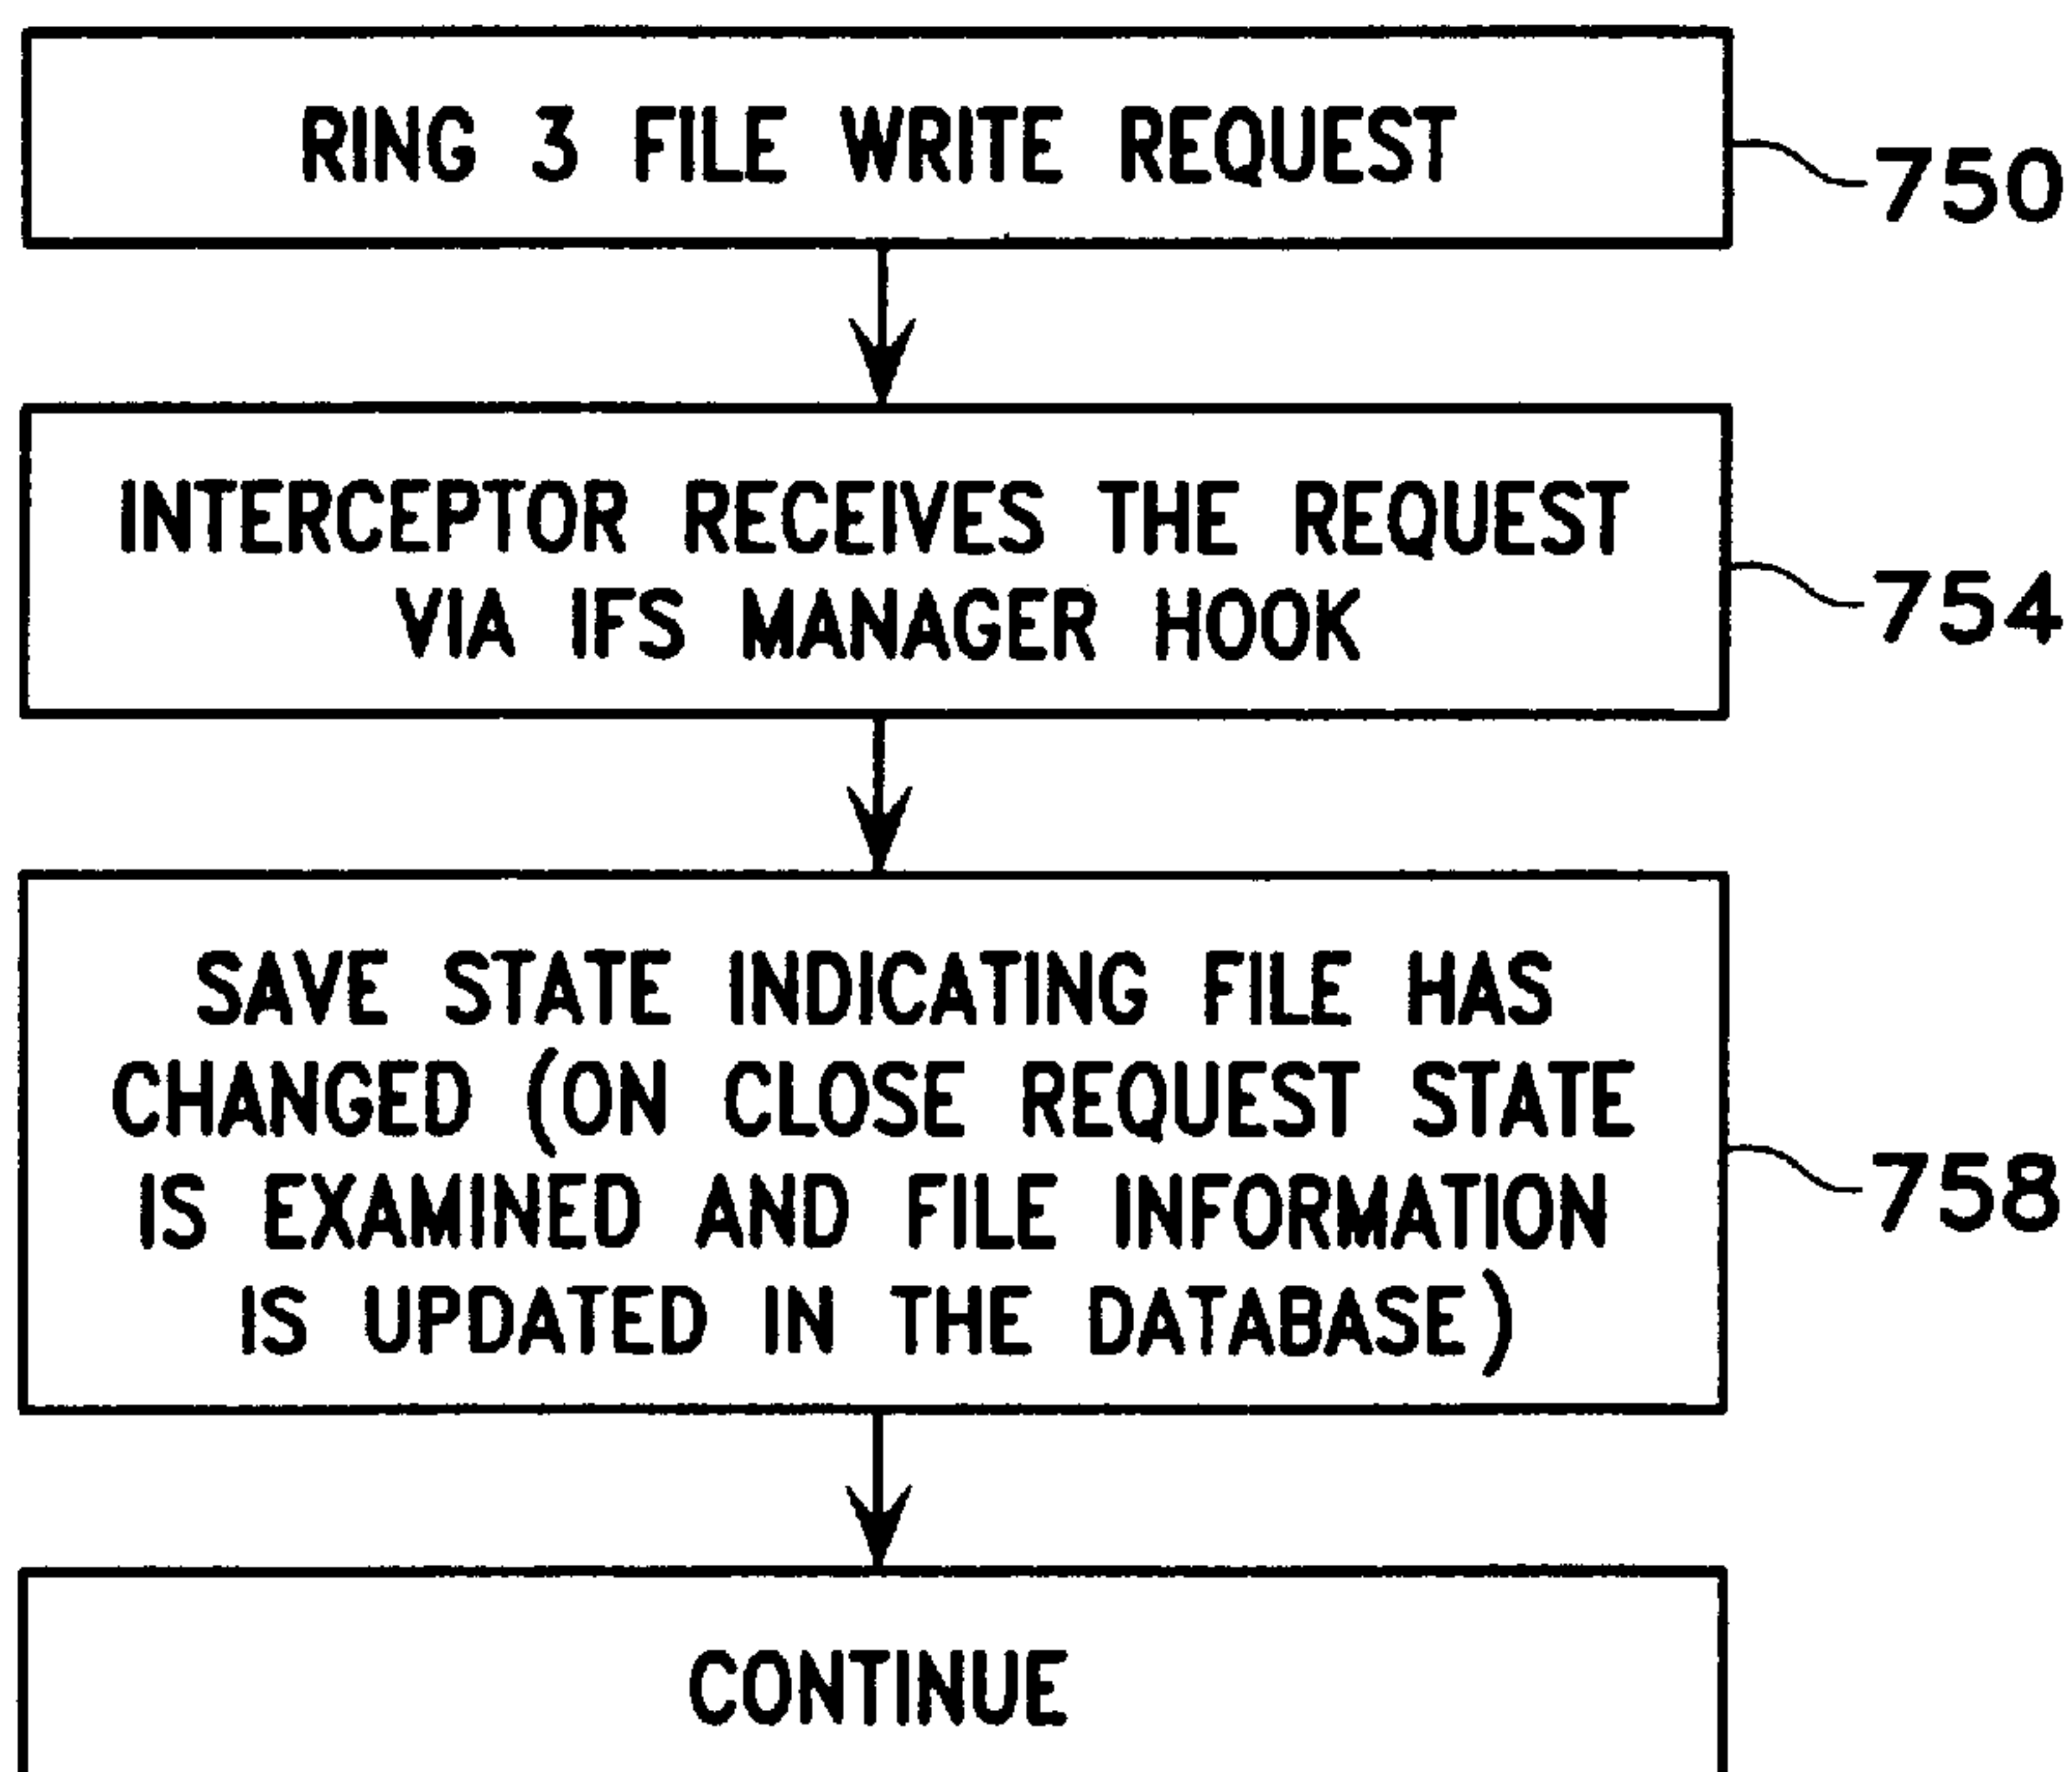 RING 3 FILE WRITE REQUEST
750
INTERCEPTOR RECEIVES THE REQUEST
VIA IFS MANAGER HOOK
754
SAVE STATE INDICATING FILE HAS
CHANGED (ON CLOSE REQUEST STATE
IS EXAMINED AND FILE INFORMATION
IS UPDATED IN THE DATABASE)
758
CONTINUE